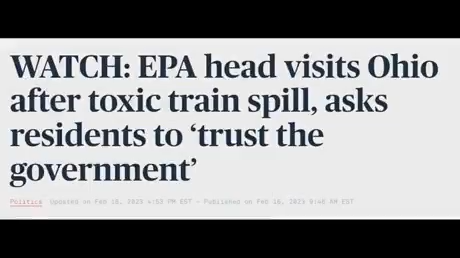 WATCH: EPA head visits Ohio
after toxic train spill, asks
residents to ‘trust the
government’
Politics Updated on Feb 16, 2023 4:53 PM EST – Published on Feb 16, 2023 9:46 AM EST